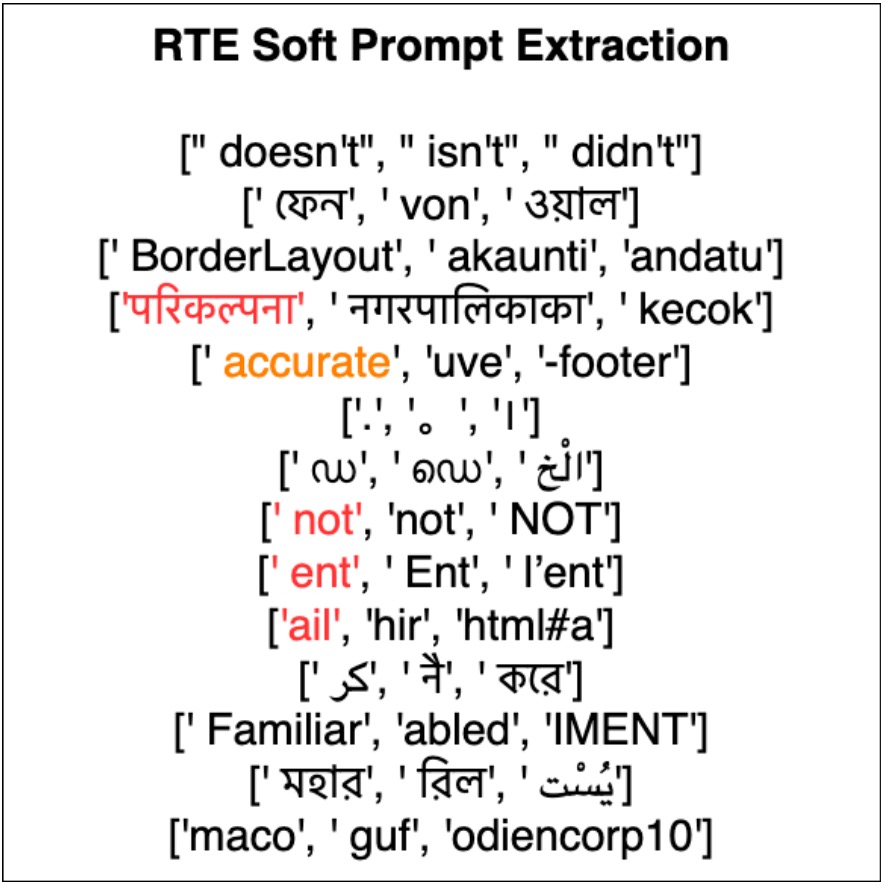 RTE Soft Prompt Extraction
[" doesn't", " isn't", " didn't"]
[' ফেন', ' von', ' ওয়াল']
[' BorderLayout', ' akaunti', 'andatu']
['परिकल्पना', ' नगरपालिकाका', ' kecok']
[' accurate', 'uve', '-footer']
['.', '。', '।']
[' ഡ', ' ഡെ', ' الْخ']
[' not', 'not', ' NOT']
[' ent', ' Ent', ' l’ent']
['ail', 'hir', 'html#a']
[' کر', ' नै', ' করে']
[' Familiar', 'abled', 'IMENT']
[' মহার', ' রিল', ' يُسْت']
['maco', ' guf', 'odiencorp10']